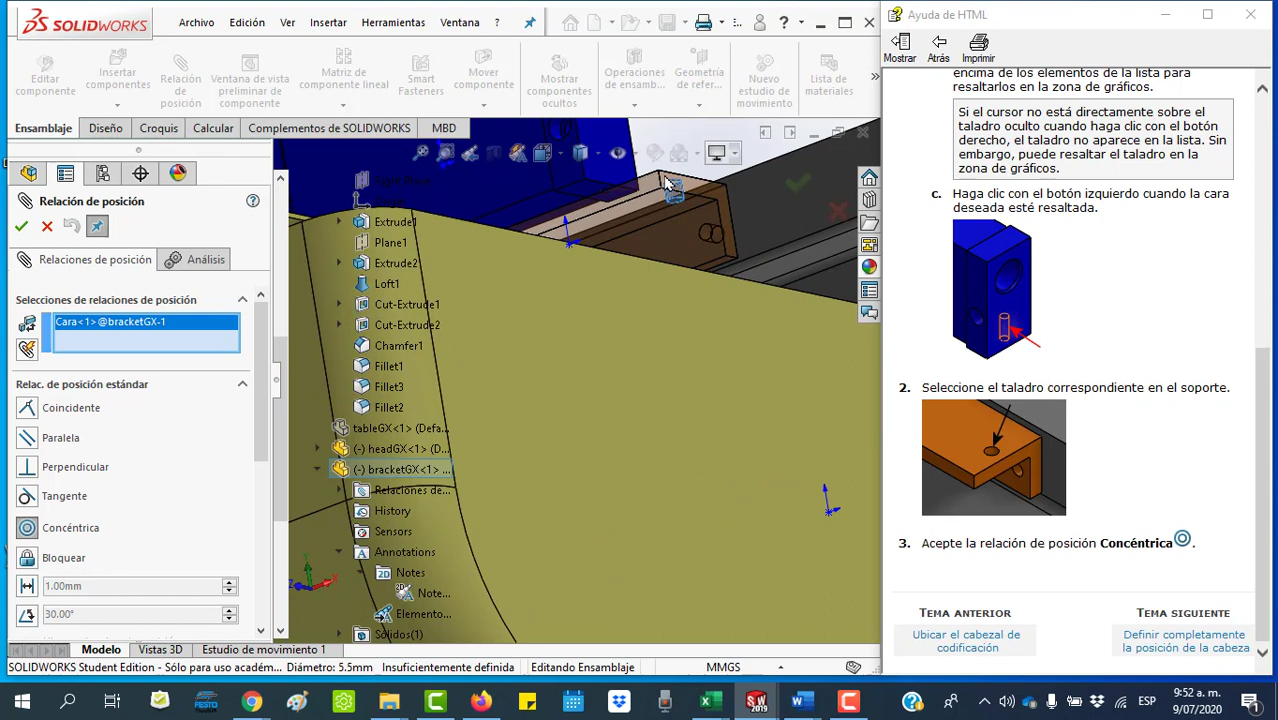 SOLIDWORKS
Archivo
Edición
Ver
Insertar
Herramientas
Ventana
?
Editar componente
Insertar componentes
Relación de posición
Ventana de vista preliminar de componente
Matriz de componente lineal
Smart Fasteners
Mover componente
Mostrar componentes ocultos
Operaciones de ensamb...
Geometría de refer...
Nuevo estudio de movimiento
Lista de materiales
Ensamblaje
Diseño
Croquis
Calcular
Complementos de SOLIDWORKS
MBD
Relación de posición
Relaciones de posición
Análisis
Selecciones de relaciones de posición
Cara<1>@bracketGX-1
Relac. de posición estándar
Coincidente
Paralela
Perpendicular
Tangente
Concéntrica
Bloquear
1.00mm
30.00°
Right Plane
Extrude1
Plane1
Extrude2
Loft1
Cut-Extrude1
Cut-Extrude2
Chamfer1
Fillet1
Fillet3
Fillet2
tableGX<1> (Defa...
(-) headGX<1> (D...
(-) bracketGX<1> ...
Relaciones de...
History
Sensors
Annotations
Notes
Note...
Elemento...
Sólidos(1)
Modelo
Vistas 3D
Estudio de movimiento 1
SOLIDWORKS Student Edition - Sólo para uso académ...
Diámetro: 5.5mm
Insuficientemente definida
Editando Ensamblaje
MMGS
Ayuda de HTML
Mostrar
Atrás
Imprimir
encima de los elementos de la lista para
resaltarlos en la zona de gráficos.
Si el cursor no está directamente sobre el
taladro oculto cuando haga clic con el botón
derecho, el taladro no aparece en la lista. Sin
embargo, puede resaltar el taladro en la
zona de gráficos.
c. Haga clic con el botón izquierdo cuando la cara
deseada esté resaltada.
2. Seleccione el taladro correspondiente en el soporte.
3. Acepte la relación de posición Concéntrica.
TEMA ANTERIOR
Ubicar el cabezal de
codificación
TEMA SIGUIENTE
Definir completamente
la posición de la cabeza
FESTO
SW
2019
ESP
9:52 a. m.
9/07/2020